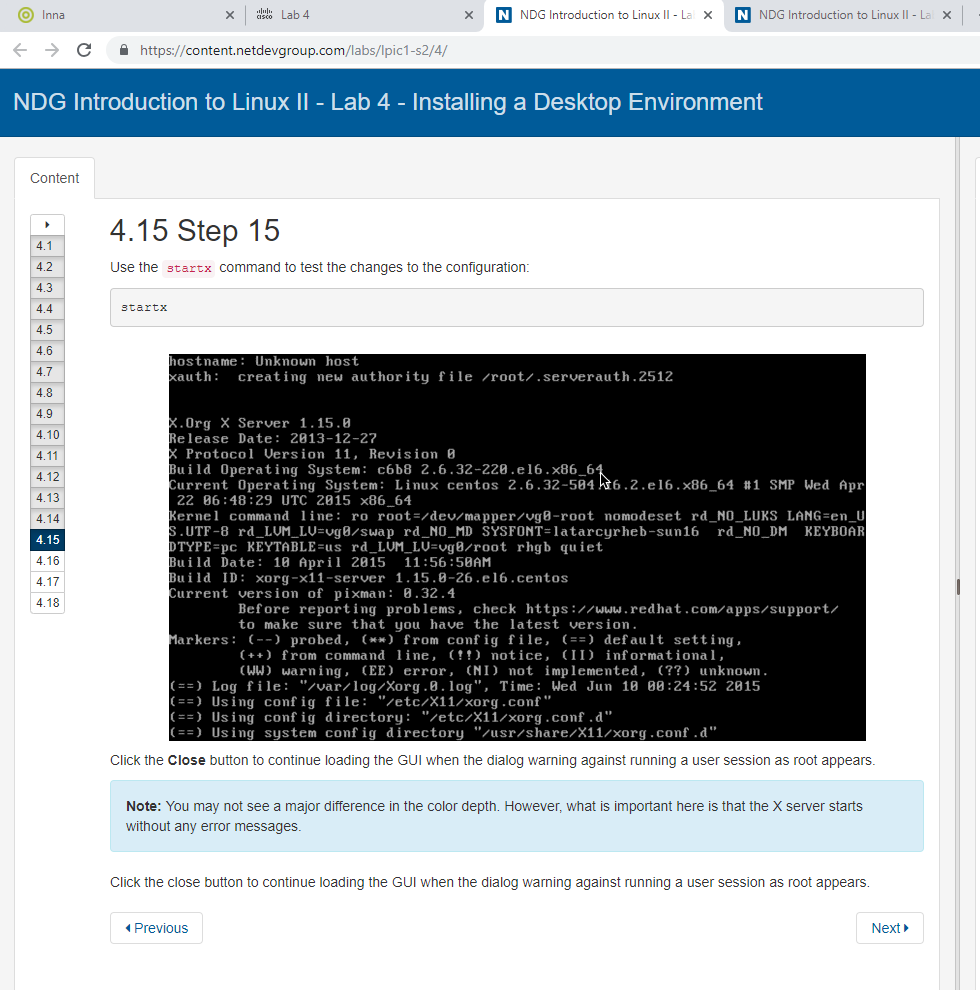 Inna
Lab 4
NDG Introduction to Linux II - La
NDG Introduction to Linux II - La
https://content.netdevgroup.com/labs/lpic1-s2/4/
NDG Introduction to Linux II - Lab 4 - Installing a Desktop Environment
Content
4.1
4.2
4.3
4.4
4.5
4.6
4.7
4.8
4.9
4.10
4.11
4.12
4.13
4.14
4.15
4.16
4.17
4.18
4.15 Step 15
Use the startx command to test the changes to the configuration:
startx
hostname: Unknown host
xauth:  creating new authority file /root/.serverauth.2512
X.Org X Server 1.15.0
Release Date: 2013-12-27
X Protocol Version 11, Revision 0
Build Operating System: c6b8 2.6.32-220.el6.x86_64
Current Operating System: Linux centos 2.6.32-504.16.2.el6.x86_64 #1 SMP Wed Apr
 22 06:48:29 UTC 2015 x86_64
Kernel command line: ro root=/dev/mapper/vg0-root nomodeset rd_NO_LUKS LANG=en_U
S.UTF-8 rd_LVM_LV=vg0/swap rd_NO_MD SYSFONT=latarcyrheb-sun16  rd_NO_DM  KEYBOAR
DTYPE=pc KEYTABLE=us rd_LVM_LV=vg0/root rhgb quiet
Build Date: 10 April 2015  11:56:50AM
Build ID: xorg-x11-server 1.15.0-26.el6.centos
Current version of pixman: 0.32.4
Before reporting problems, check https://www.redhat.com/apps/support/
to make sure that you have the latest version.
Markers: (--) probed, (**) from config file, (==) default setting,
(++) from command line, (!!) notice, (II) informational,
(WW) warning, (EE) error, (NI) not implemented, (??) unknown.
(==) Log file: "/var/log/Xorg.0.log", Time: Wed Jun 10 00:24:52 2015
(==) Using config file: "/etc/X11/xorg.conf"
(==) Using config directory: "/etc/X11/xorg.conf.d"
(==) Using system config directory "/usr/share/X11/xorg.conf.d"
Click the Close button to continue loading the GUI when the dialog warning against running a user session as root appears.
Note: You may not see a major difference in the color depth. However, what is important here is that the X server starts
without any error messages.
Click the close button to continue loading the GUI when the dialog warning against running a user session as root appears.
Previous
Next